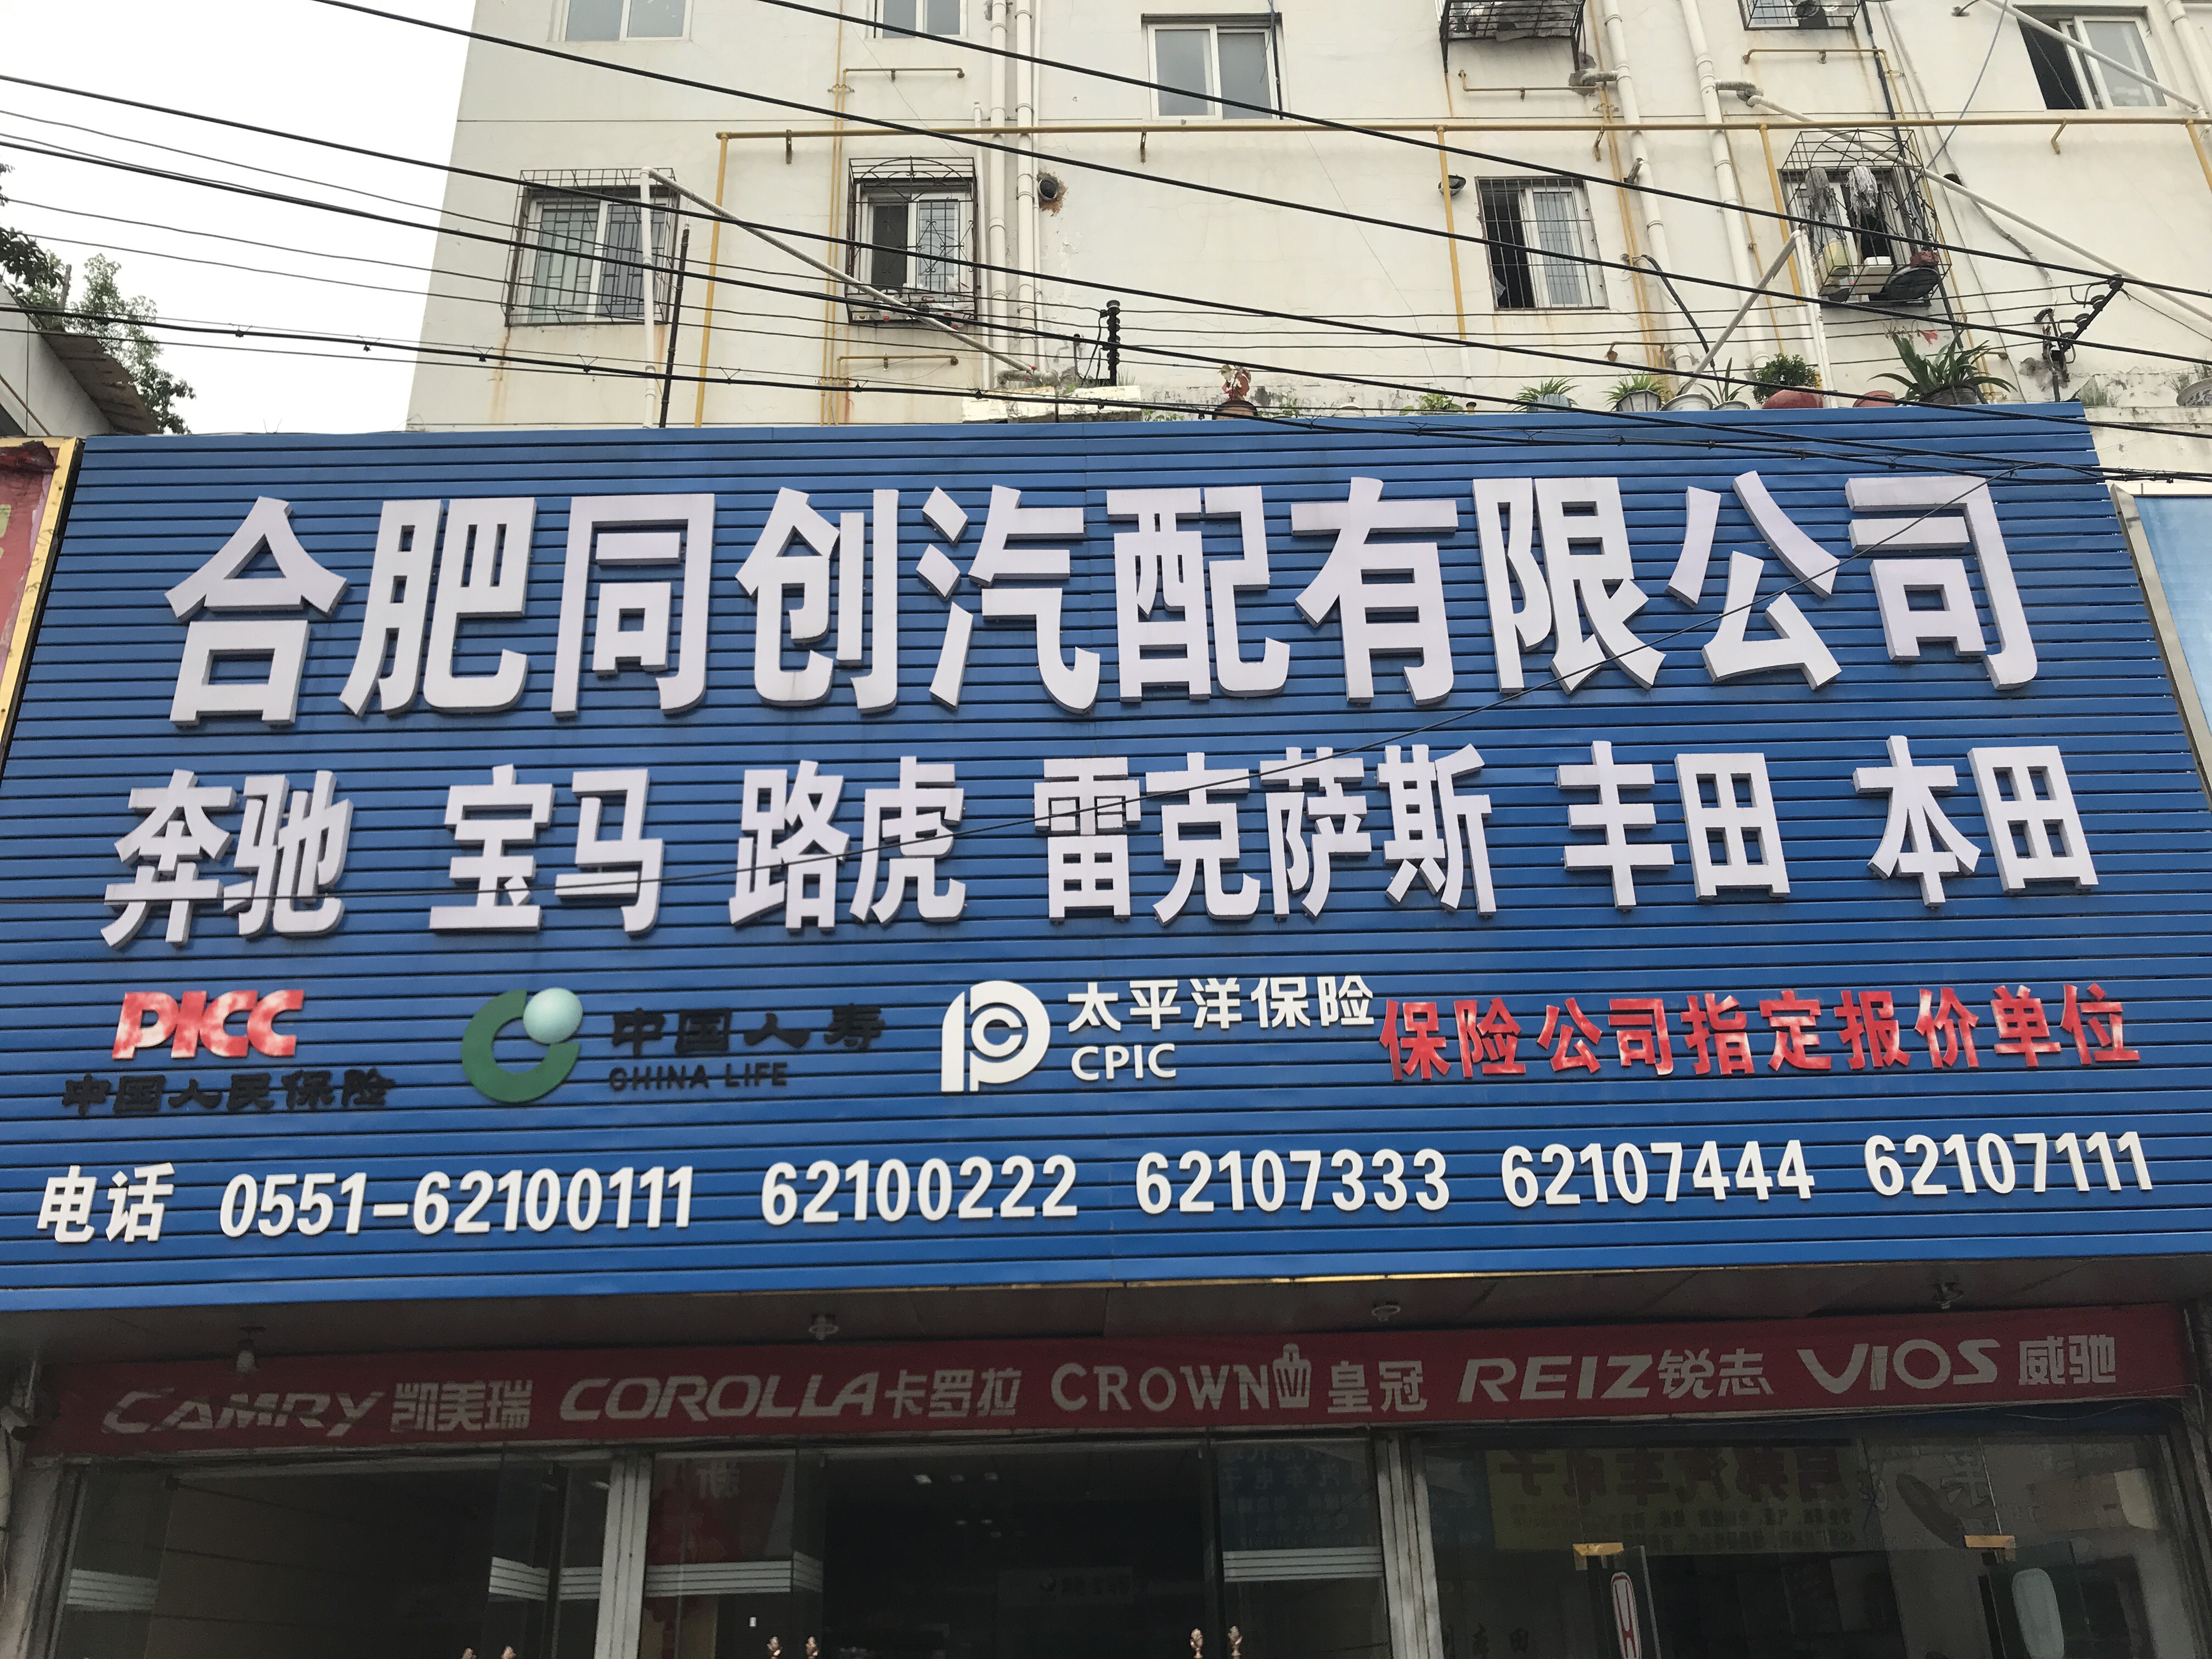 合肥同创汽配有限公司
奔驰 宝马 路虎 雷克萨斯 丰田 本田
PICC
中国人民保险
中国人寿
CHINA LIFE
太平洋保险
CPIC
保险公司指定报价单位
电话 0551-62100111 62100222 62107333 62107444 62107111
CAMRY 凯美瑞 COROLLA 卡罗拉 CROWN 皇冠 REIZ 锐志 VIOS 威驰